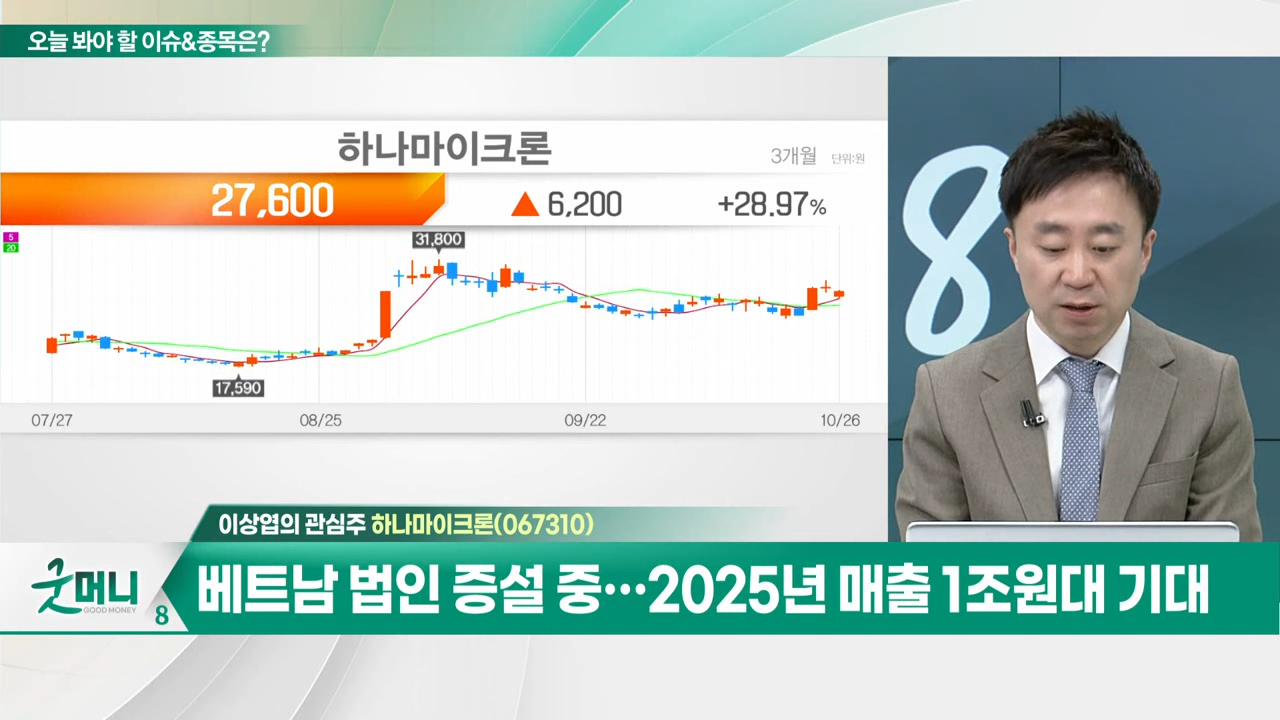 오늘 봐야 할 이슈&종목은?
하나마이크론
3개월 단위:원
27,600 ▲ 6,200 +28.97%
5
20
31,800
17,590
07/27 08/25 09/22 10/26
8
이상엽의 관심주 하나마이크론(067310)
굿머니
GOOD MONEY
8
베트남 법인 증설 중…2025년 매출 1조원대 기대